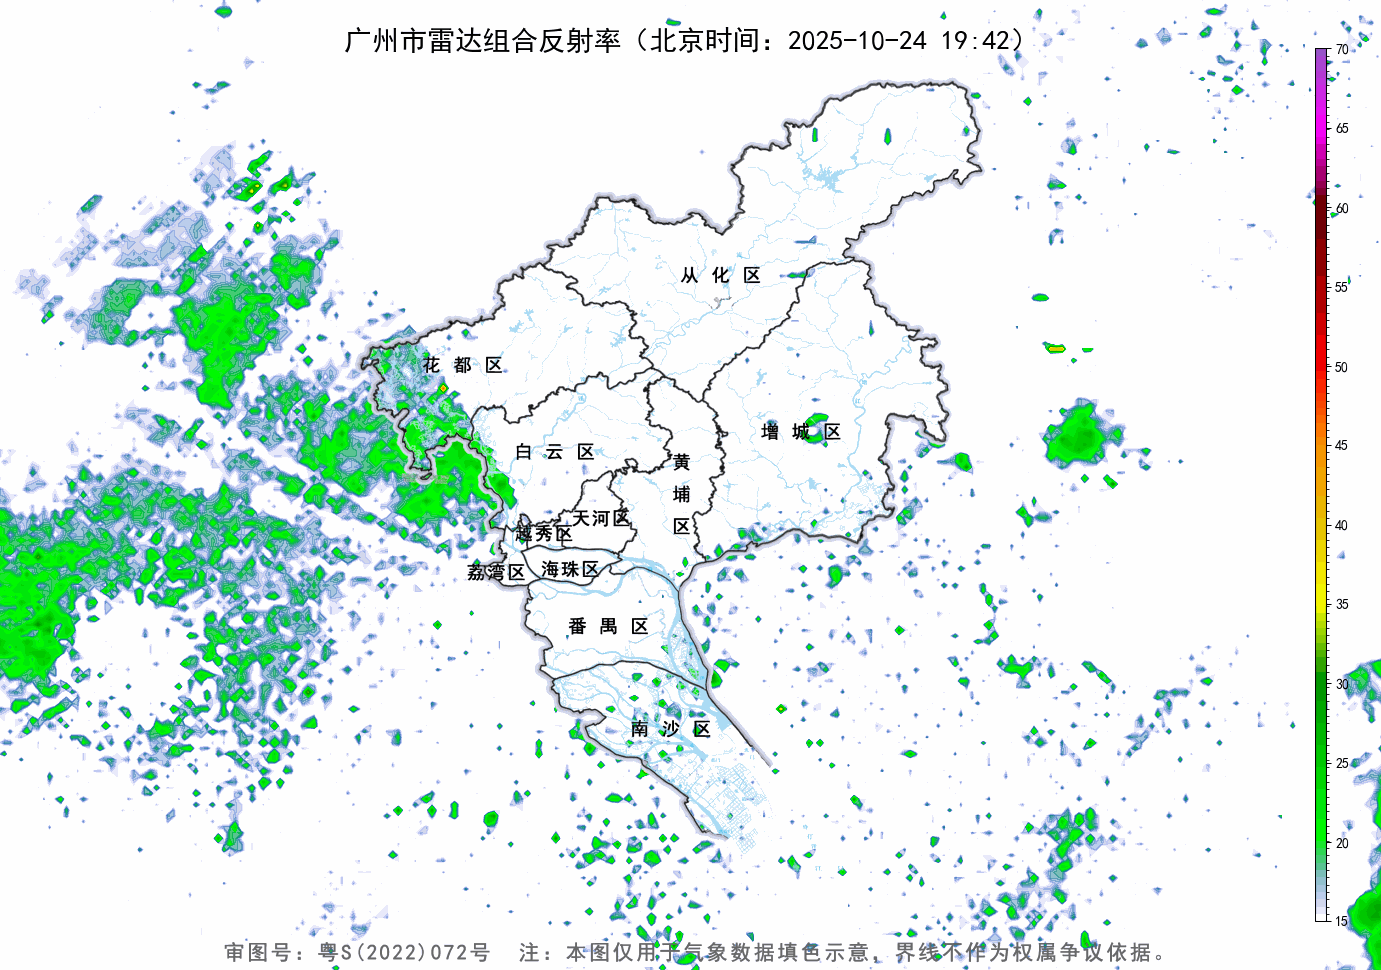 广州市雷达组合反射率（北京时间：2025-10-24 19:42）
70
65
60
55
50
45
40
35
30
25
20
15
从化区
花都区
增城区
白云区
黄埔区
天河区
越秀区
荔湾区
海珠区
番禺区
南沙区
审图号：粤S(2022)072号 注：本图仅用于气象数据填色示意，界线不作为权属争议依据。